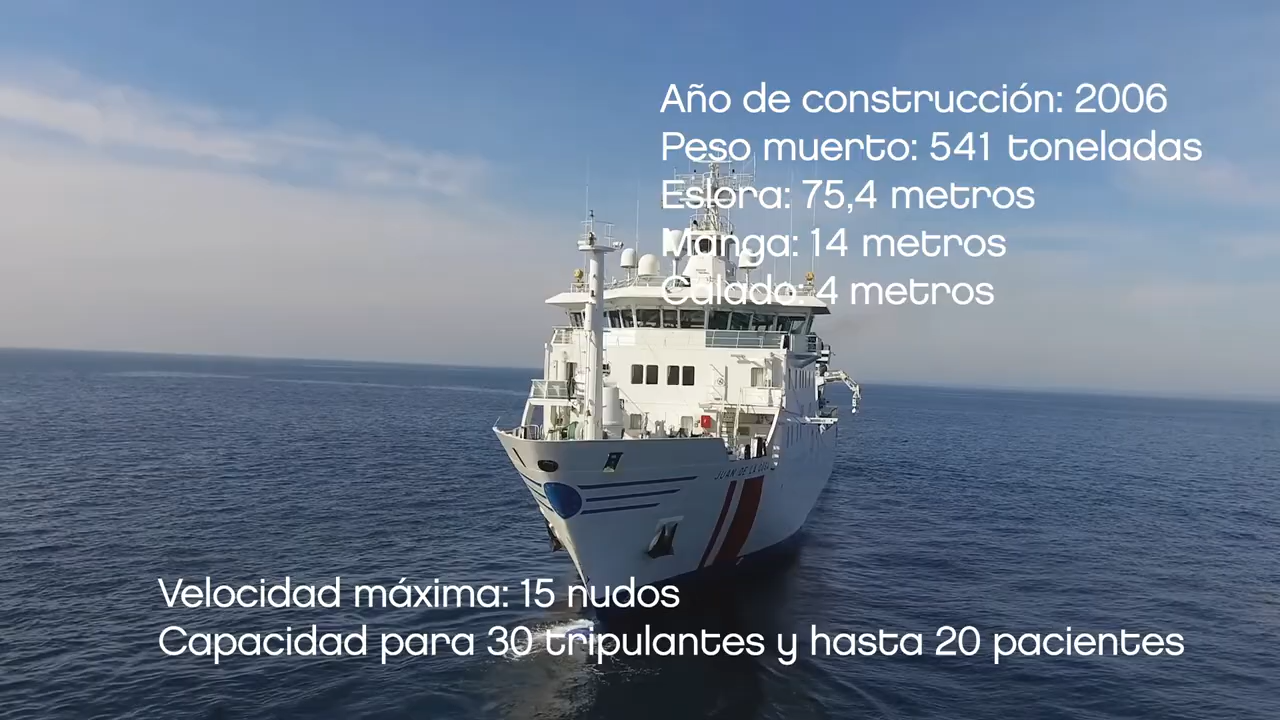 Año de construcción: 2006
Peso muerto: 541 toneladas
Eslora: 75,4 metros
Manga: 14 metros
Calado: 4 metros
JUAN DE LA COSA
Velocidad máxima: 15 nudos
Capacidad para 30 tripulantes y hasta 20 pacientes